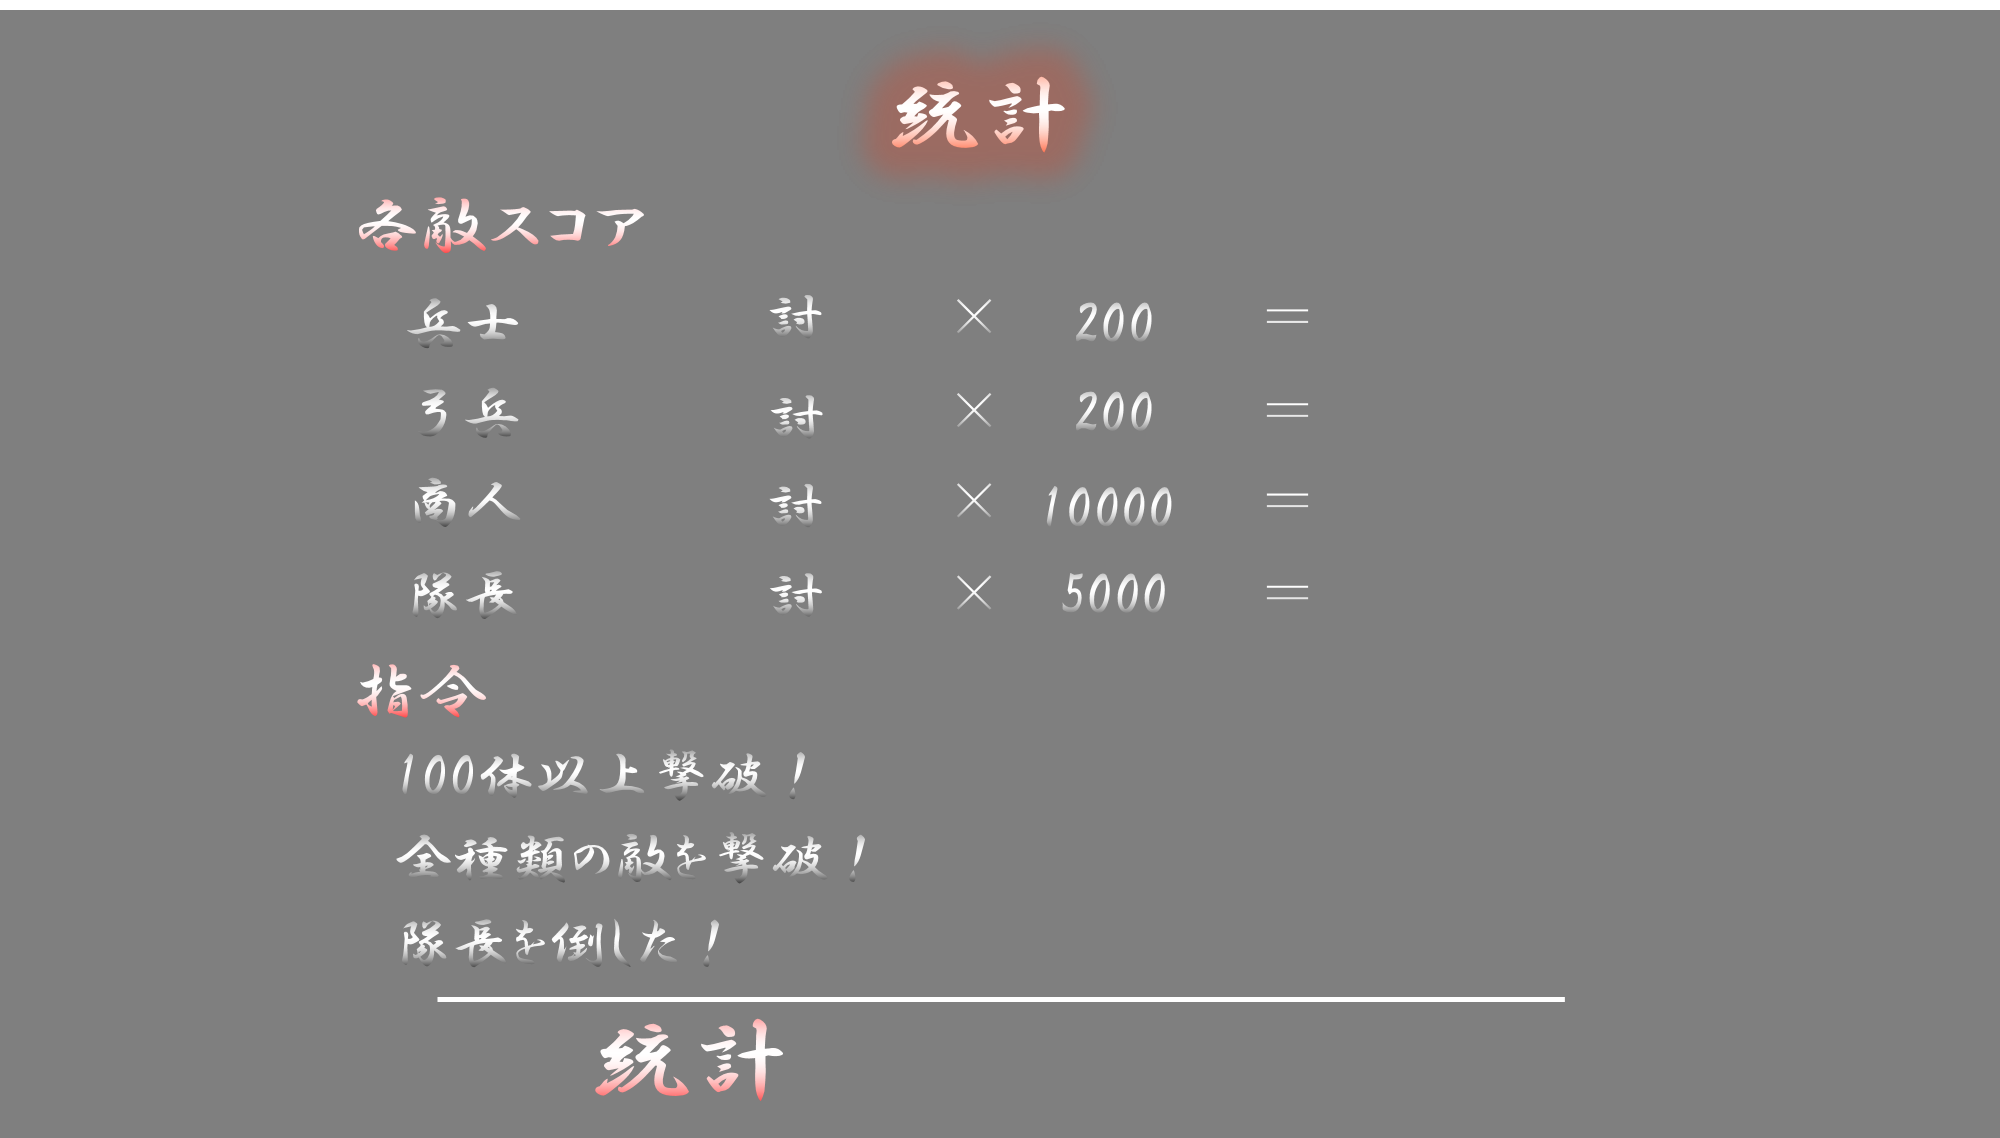 統計
各敵スコア
兵士 討 × 200 =
弓兵 討 × 200 =
商人 討 × 10000 =
隊長 討 × 5000 =
指令
100体以上撃破!
全種類の敵を撃破!
隊長を倒した!
統計